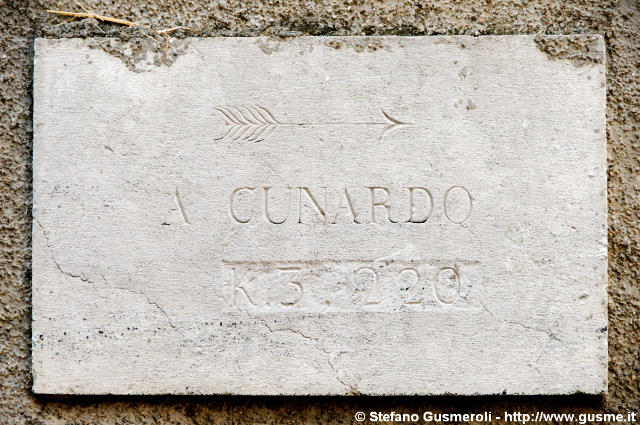 A CUNARDO
K.3.220
© Stefano Gusmeroli - http://www.gusme.it